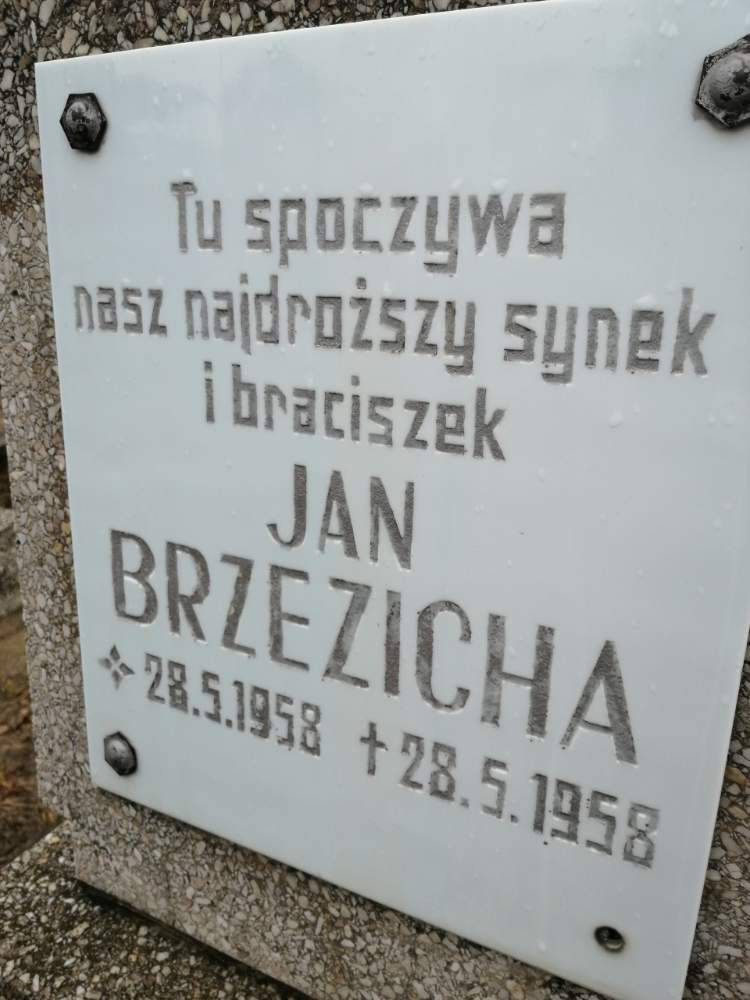 Tu spoczywa
nasz najdroższy synek
i braciszek
JAN
BRZEZICHA
28.5.1958 † 28.5.1958